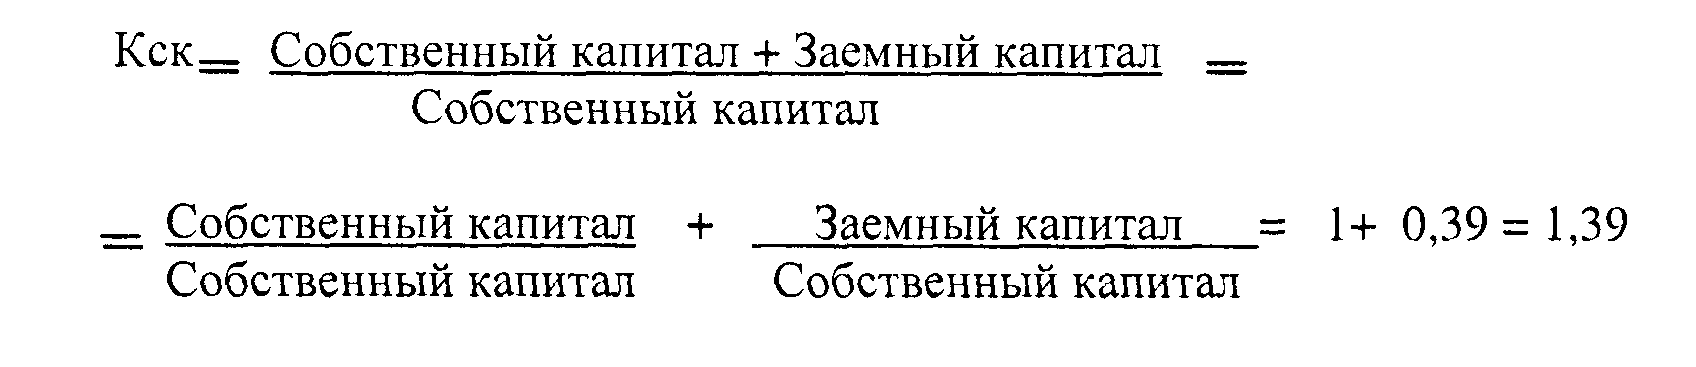 Кск= Собственный капитал + Заемный капитал =
Собственный капитал
= Собственный капитал + Заемный капитал = 1+ 0,39 = 1,39
Собственный капитал Собственный капитал